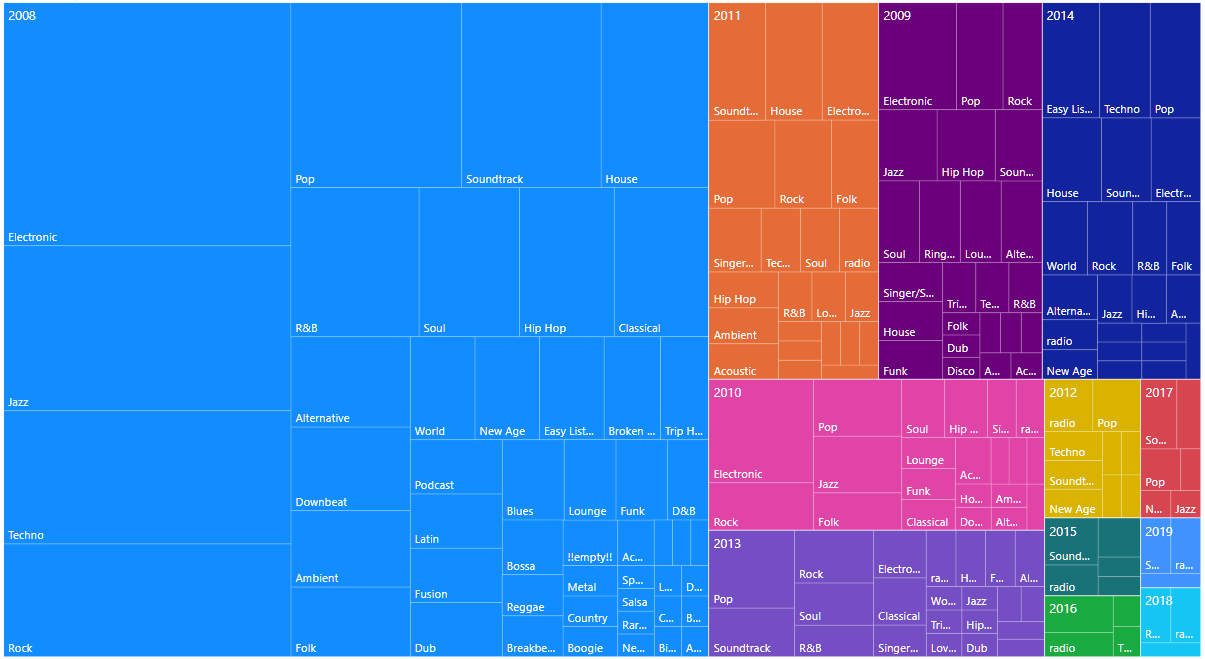 2008
Electronic
Jazz
Techno
Rock
Pop
Soundtrack
House
R&B
Soul
Hip Hop
Classical
Alternative
Downbeat
Ambient
Folk
World
New Age
Easy List...
Broken ...
Trip H...
Podcast
Latin
Fusion
Dub
Blues
Lounge
Funk
D&B
Bossa
Reggae
Breakbe...
!!empty!!
Metal
Country
Boogie
Ac...
Sp...
Salsa
Rar...
Ne...
L...
D...
C...
B...
Bi...
A...
2011
Soundt...
House
Electro...
Pop
Rock
Folk
Singer...
Tec...
Soul
radio
Hip Hop
Ambient
Acoustic
R&B
Lo...
Jazz
2009
Electronic
Pop
Rock
Jazz
Hip Hop
Soun...
Soul
Ring...
Lou...
Alte...
Singer/S...
House
Funk
Tri...
Te...
R&B
Folk
Dub
Disco
A...
Ac...
2014
Easy Lis...
Techno
Pop
House
Soun...
Electr...
World
Rock
R&B
Folk
Alterna...
radio
New Age
Jazz
Hi...
A...
2010
Electronic
Rock
Pop
Jazz
Folk
Soul
Hip ...
Si...
ra...
Lounge
Funk
Classical
Ac...
Ho...
Am...
Do...
Alt...
2013
Pop
Soundtrack
Rock
Soul
R&B
Electro...
Classical
Singer...
ra...
H...
F...
Al...
Wo...
Jazz
Tri...
Hip...
Lov...
Dub
2012
radio
Pop
Techno
Soundt...
New Age
2017
So...
Pop
N...
Jazz
2015
Sound...
radio
2016
radio
T...
2019
S...
ra...
2018
R...
ra...